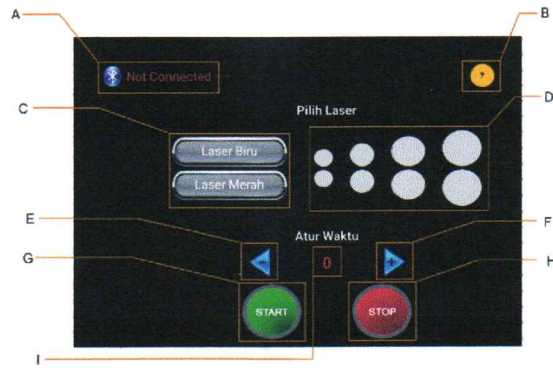 A
B
Not Connected
?
C
D
Pilih Laser
Laser Biru
Laser Merah
E
F
Atur Waktu
-
0
+
G
H
START
STOP
I